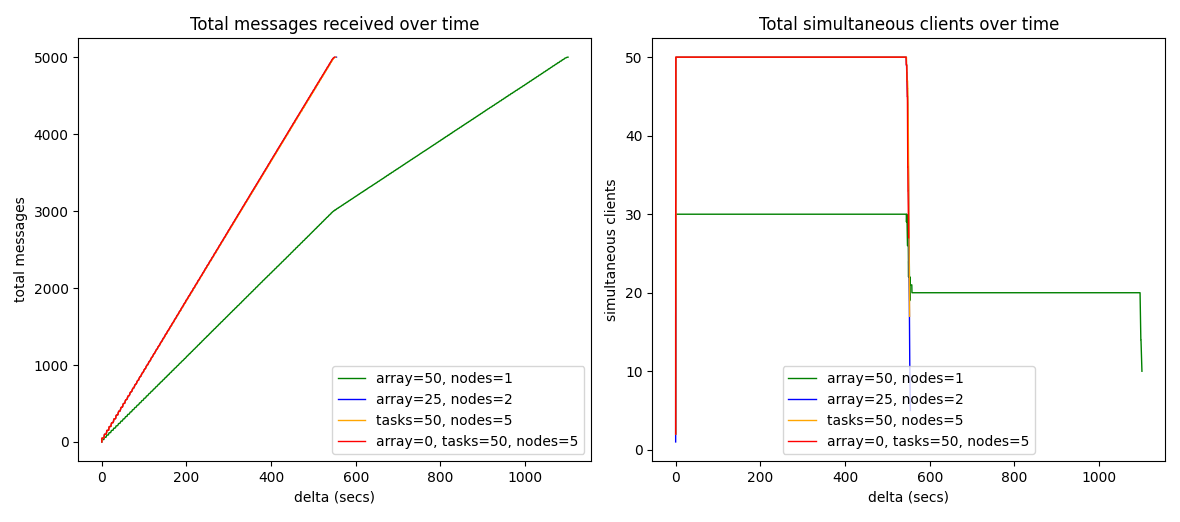 Total messages received over time
total messages
5000
4000
3000
2000
1000
0
0 200 400 600 800 1000
delta (secs)
array=50, nodes=1
array=25, nodes=2
tasks=50, nodes=5
array=0, tasks=50, nodes=5
Total simultaneous clients over time
simultaneous clients
50
40
30
20
10
0
0 200 400 600 800 1000
delta (secs)
array=50, nodes=1
array=25, nodes=2
tasks=50, nodes=5
array=0, tasks=50, nodes=5